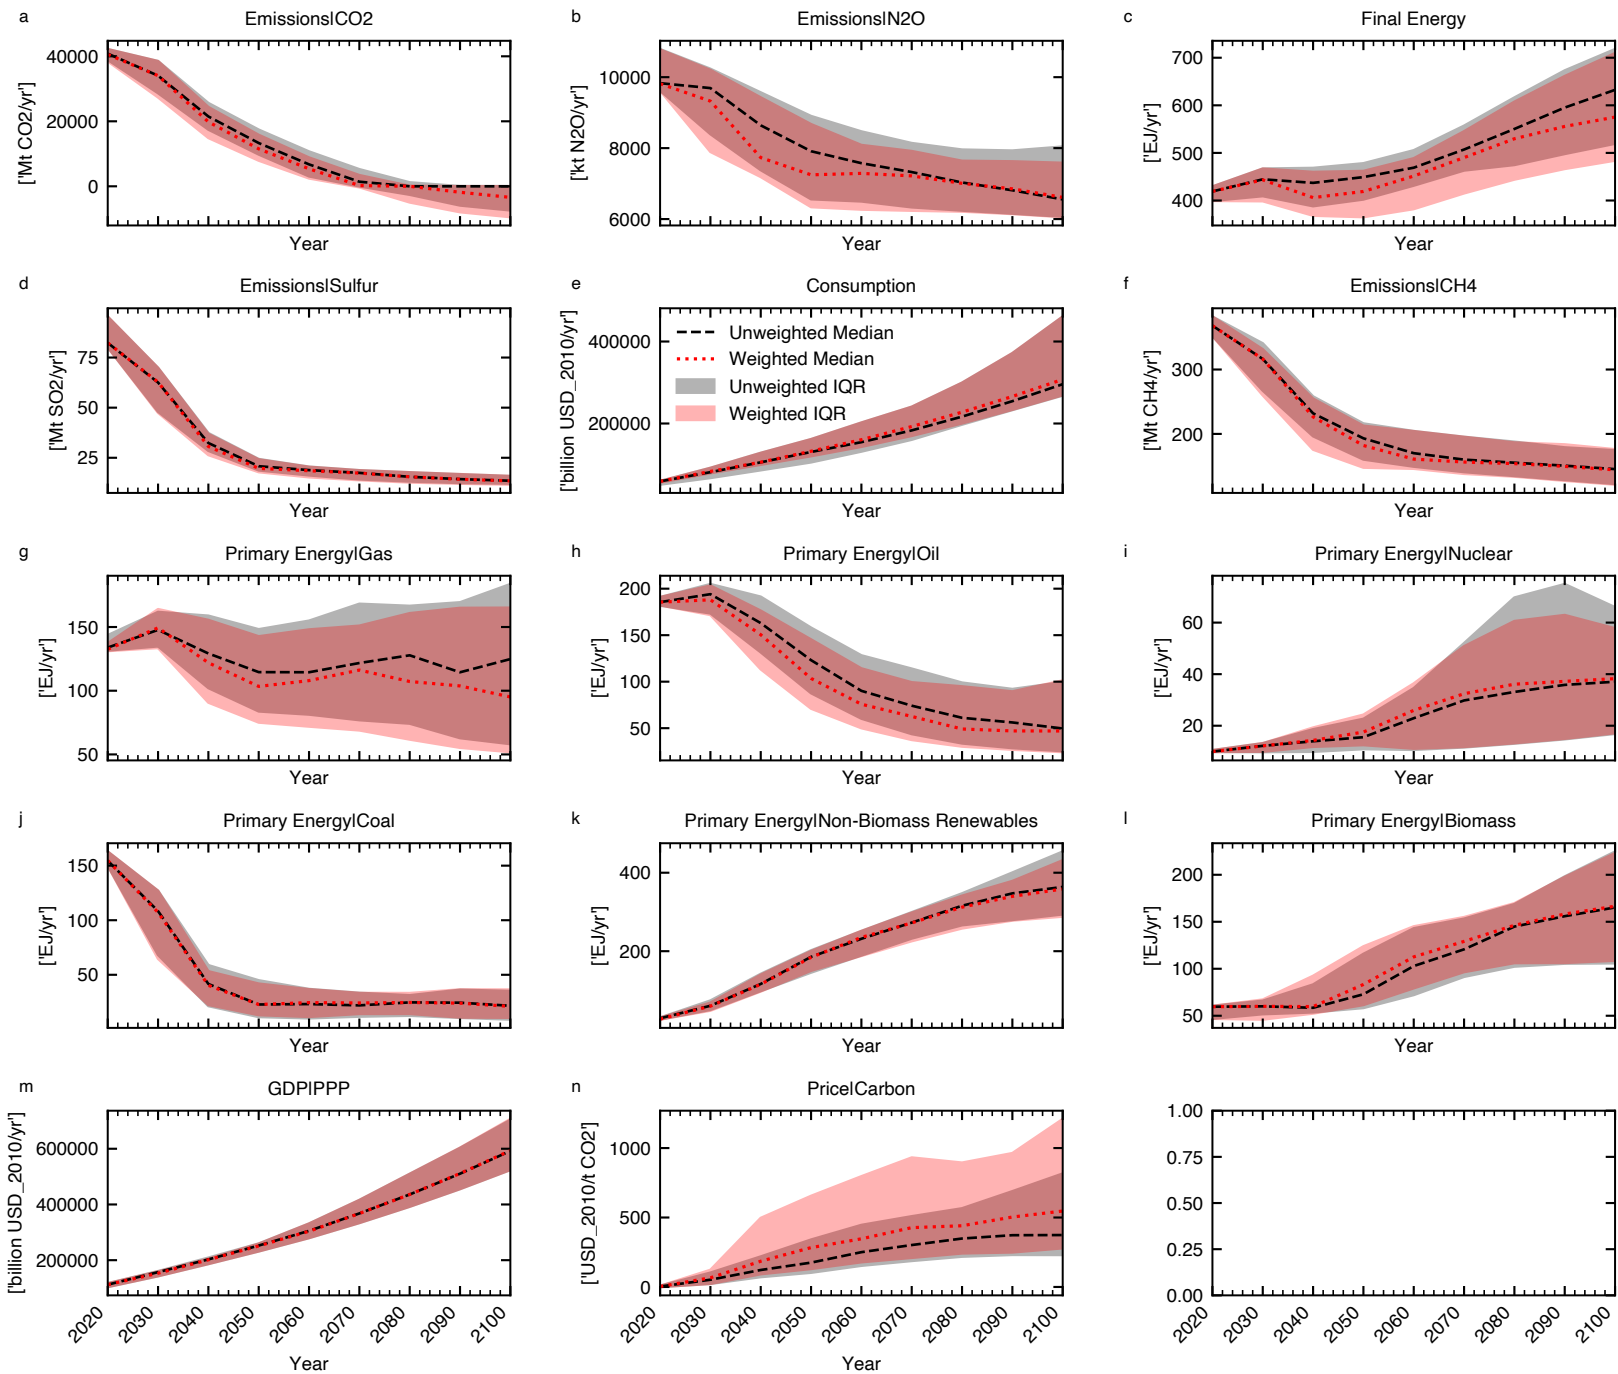 a
Emissions|CO2
['Mt CO2/yr']
40000
20000
0
Year
b
Emissions|N2O
['kt N2O/yr']
10000
8000
6000
Year
c
Final Energy
['EJ/yr']
700
600
500
400
Year
d
Emissions|Sulfur
['Mt SO2/yr']
75
50
25
Year
e
Consumption
['billion USD_2010/yr']
400000
200000
Unweighted Median
Weighted Median
Unweighted IQR
Weighted IQR
Year
f
Emissions|CH4
['Mt CH4/yr']
300
200
Year
g
Primary Energy|Gas
['EJ/yr']
150
100
50
Year
h
Primary Energy|Oil
['EJ/yr']
200
150
100
50
Year
i
Primary Energy|Nuclear
['EJ/yr']
60
40
20
Year
j
Primary Energy|Coal
['EJ/yr']
150
100
50
Year
k
Primary Energy|Non-Biomass Renewables
['EJ/yr']
400
200
Year
l
Primary Energy|Biomass
['EJ/yr']
200
150
100
50
Year
m
GDP|PPP
['billion USD_2010/yr']
600000
400000
200000
2020 2030 2040 2050 2060 2070 2080 2090 2100
Year
n
Price|Carbon
['USD_2010/t CO2']
1000
500
0
2020 2030 2040 2050 2060 2070 2080 2090 2100
Year
1.00
0.75
0.50
0.25
0.00
2020 2030 2040 2050 2060 2070 2080 2090 2100